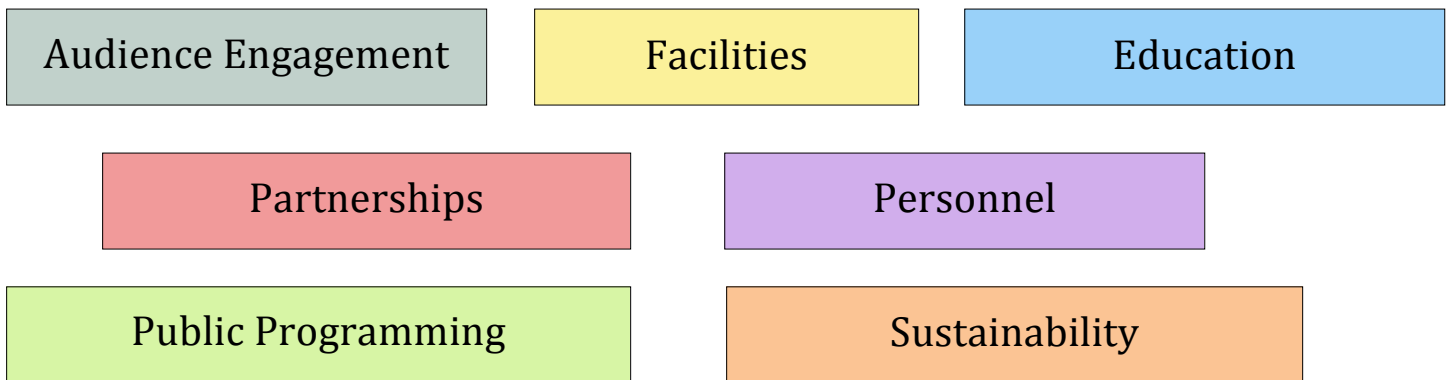 Audience Engagement
Facilities
Education
Partnerships
Personnel
Public Programming
Sustainability